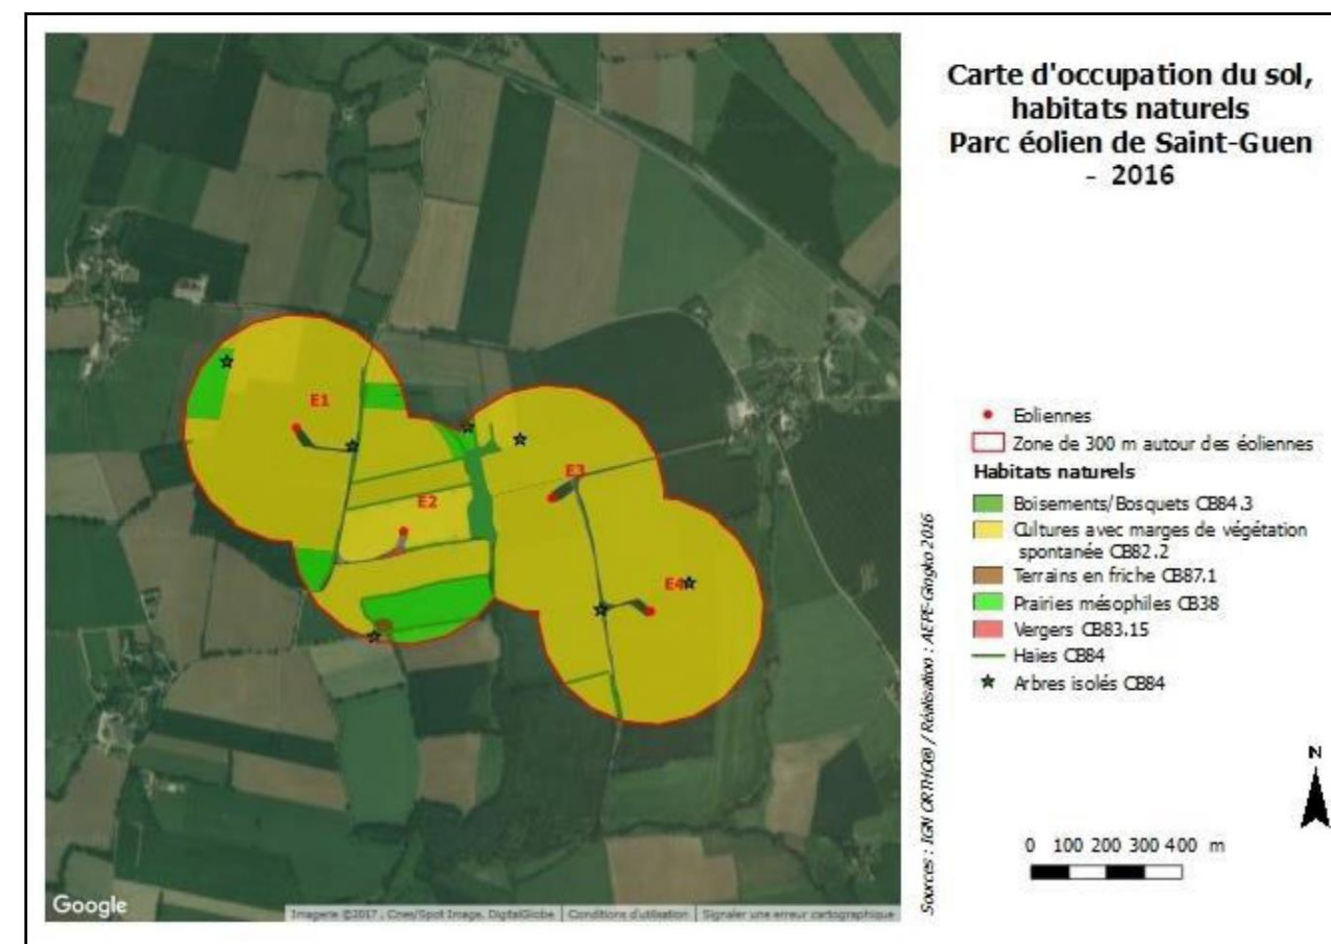 Carte d'occupation du sol,
habitats naturels
Parc éolien de Saint-Guen
- 2016
E1
E2
E3
E4
Eoliennes
Zone de 300 m autour des éoliennes
Habitats naturels
Boisements/Bosquets CB84.3
Cultures avec marges de végétation
spontanée CB82.2
Terrains en friche CB87.1
Prairies mésophiles CB38
Vergers CB83.15
Haies CB84
Arbres isolés CB84
Sources : IGN ORTHO® / Réalisation : AEPE-Gingko 2016
N
0 100 200 300 400 m
Google
Imagerie ©2017 , Cnes/Spot Image, DigitalGlobe
Conditions d'utilisation
Signaler une erreur cartographique